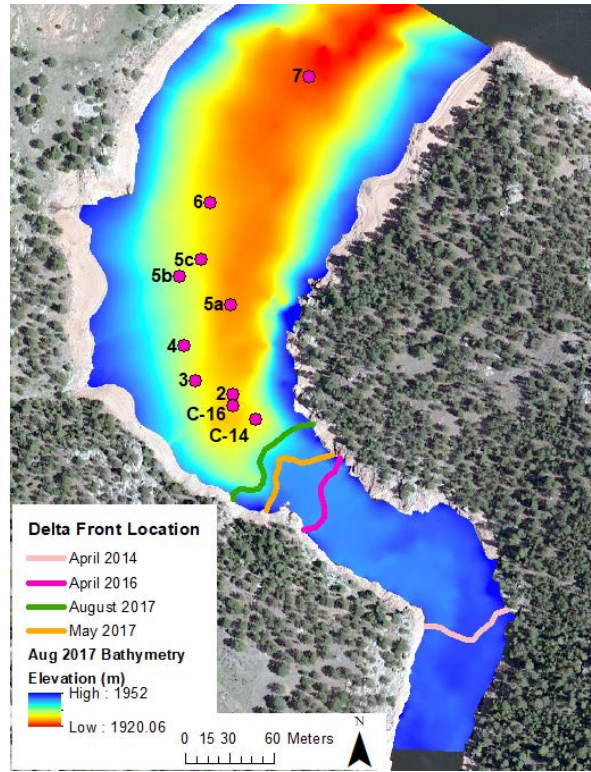 7
6
5c
5b
5a
4
3
2
C-16
C-14
Delta Front Location
April 2014
April 2016
August 2017
May 2017
Aug 2017 Bathymetry
Elevation (m)
High : 1952
Low : 1920.06
N
0 15 30 60 Meters